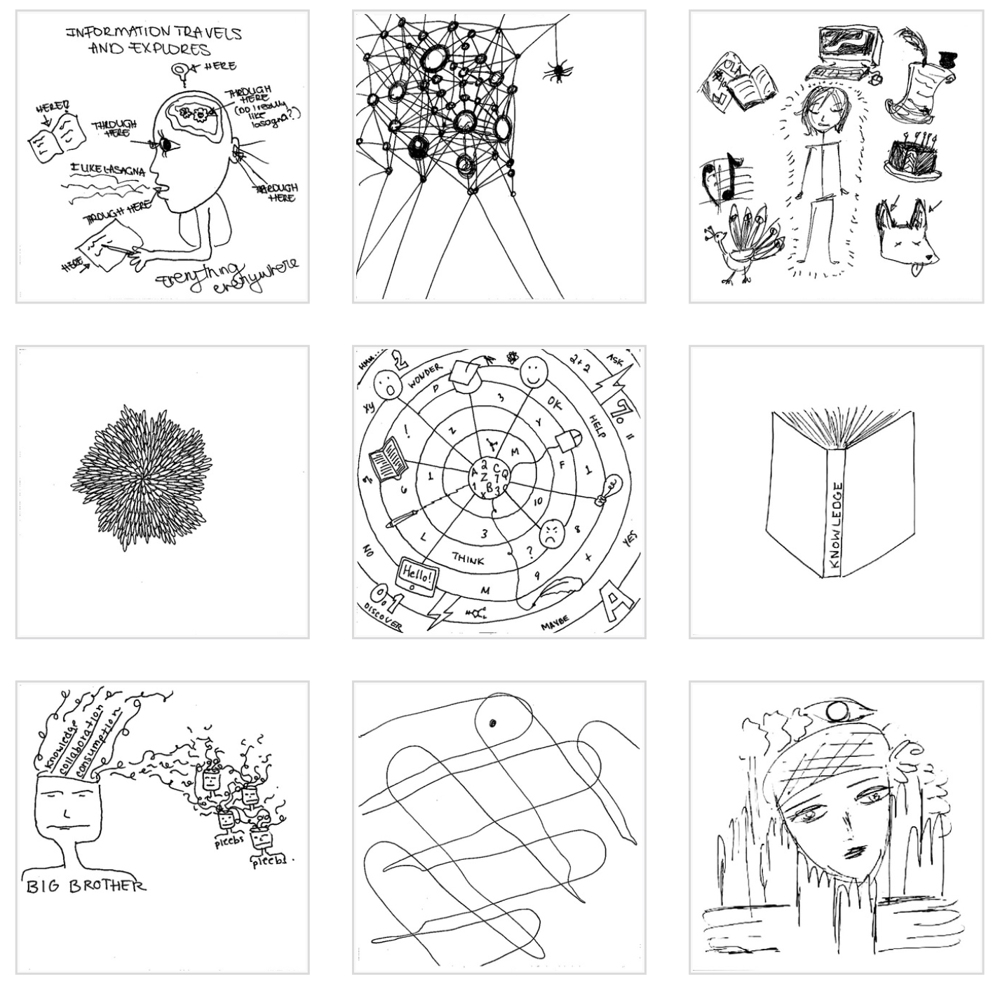 INFORMATION TRAVELS
AND EXPLORES
HERE
HERE?
THROUGH
HERE
(DO I really
like
lasagna?)
THROUGH
HERE
I LIKE LASAGNA
THROUGH
HERE
THROUGH HERE
HERE
Everything
everywhere
OLÁ
HMM...
2
WONDER
P
2+2
ASK
XY
3
OK
7%
!
Z
Y
HELP
=
M
A 2 C Q
Z 7
1 B 3
F
1
6
1
10
L
3
8
THINK
?
X
YES
NO
Hello!
M
9
0.1
DISCOVER
MAYBE
A
KNOWLEDGE
knowledge
collaboration
consumption
pleebs
pleebs.
BIG BROTHER